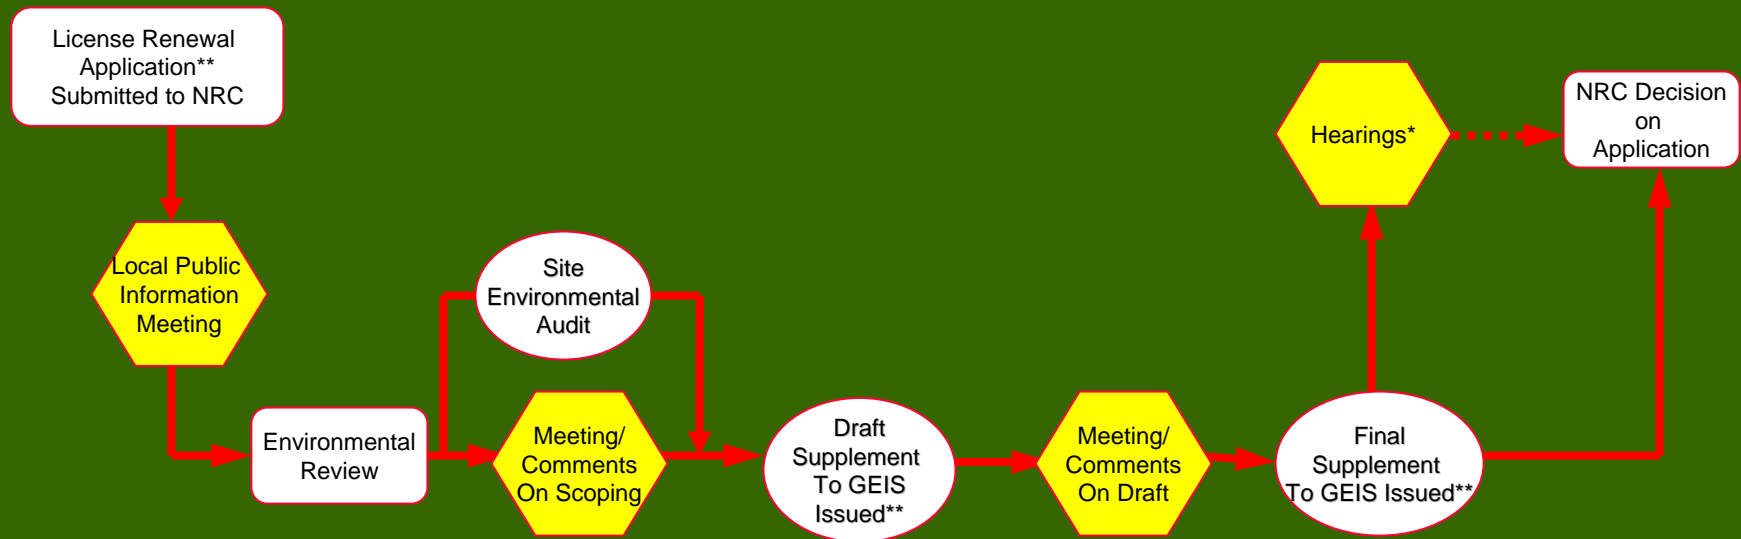 License Renewal
Application**
Submitted to NRC
Local Public
Information
Meeting
Environmental
Review
Site
Environmental
Audit
Meeting/
Comments
On Scoping
Draft
Supplement
To GEIS
Issued**
Meeting/
Comments
On Draft
Final
Supplement
To GEIS Issued**
Hearings*
NRC Decision
on
Application